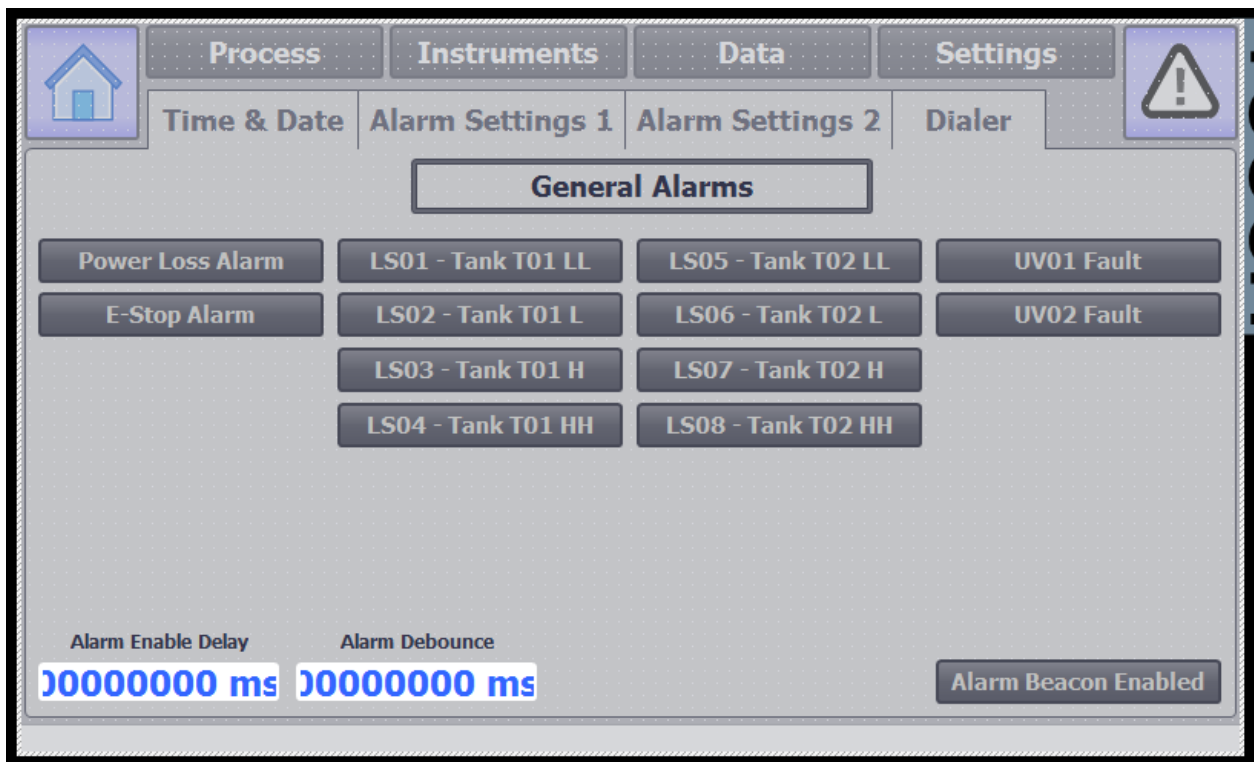 Process Instruments Data Settings
Time & Date Alarm Settings 1 Alarm Settings 2 Dialer
General Alarms
Power Loss Alarm LS01 - Tank T01 LL LS05 - Tank T02 LL UV01 Fault
E-Stop Alarm LS02 - Tank T01 L LS06 - Tank T02 L UV02 Fault
LS03 - Tank T01 H LS07 - Tank T02 H
LS04 - Tank T01 HH LS08 - Tank T02 HH
Alarm Enable Delay Alarm Debounce
00000000 ms 00000000 ms
Alarm Beacon Enabled